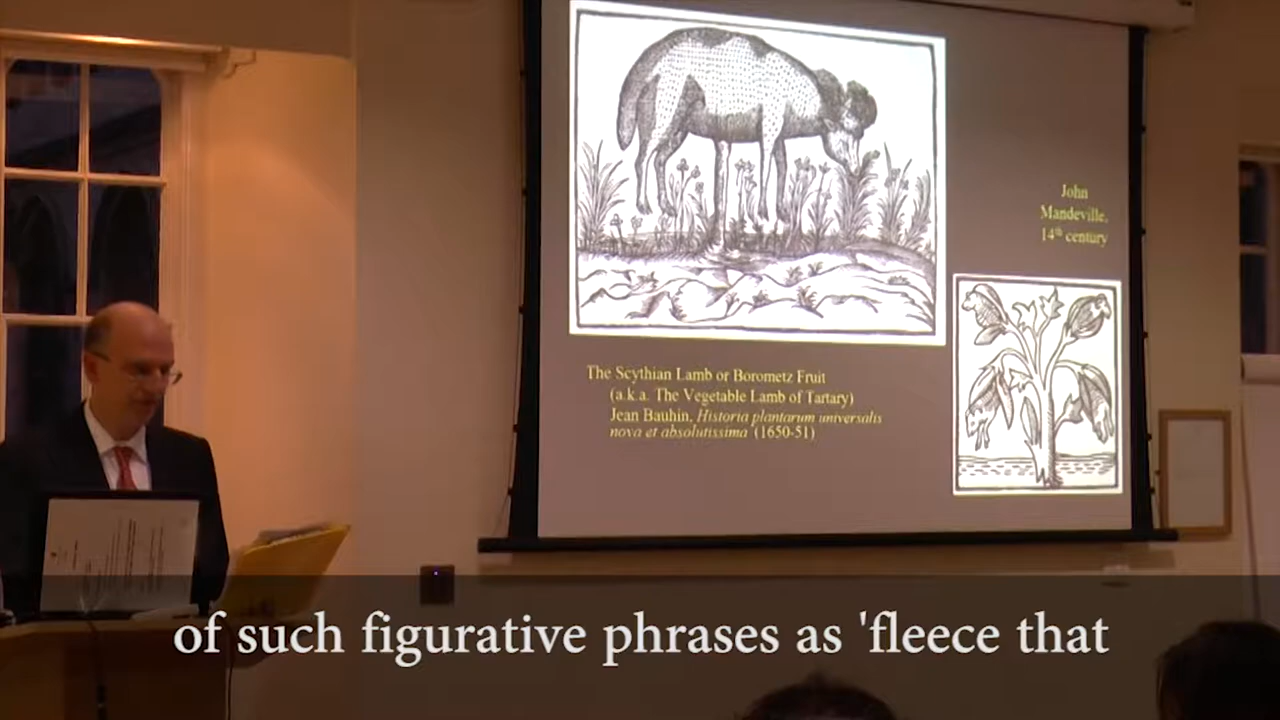 John
Mandeville,
14th century
The Scythian Lamb or Borometz Fruit
(a.k.a. The Vegetable Lamb of Tartary)
Jean Bauhin, Historia plantarum universalis
nova et absolutissima (1650-51)
of such figurative phrases as 'fleece that